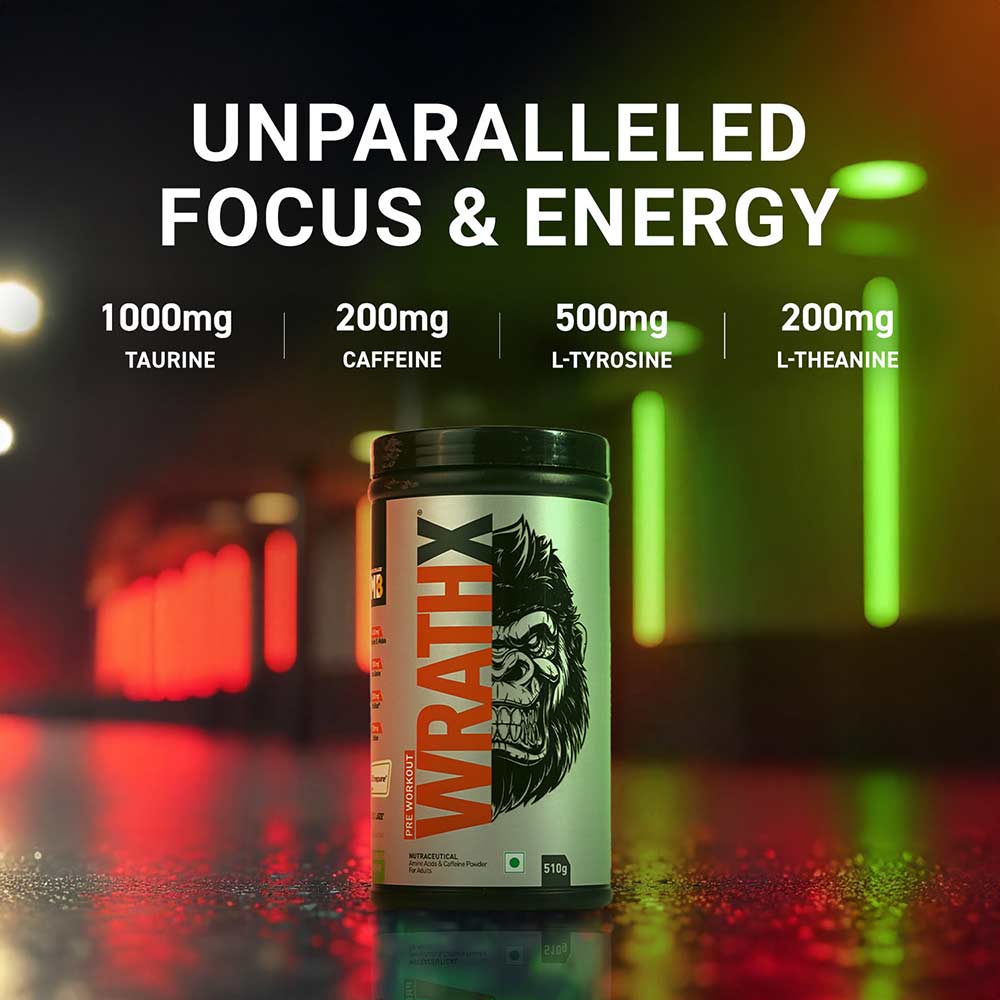 UNPARALLELED
FOCUS & ENERGY
1000mg
TAURINE
200mg
CAFFEINE
500mg
L-TYROSINE
200mg
L-THEANINE
WRATHX
PRE WORKOUT
NUTRACEUTICAL
Amino Acids & Caffeine Powder
For Adults
510g